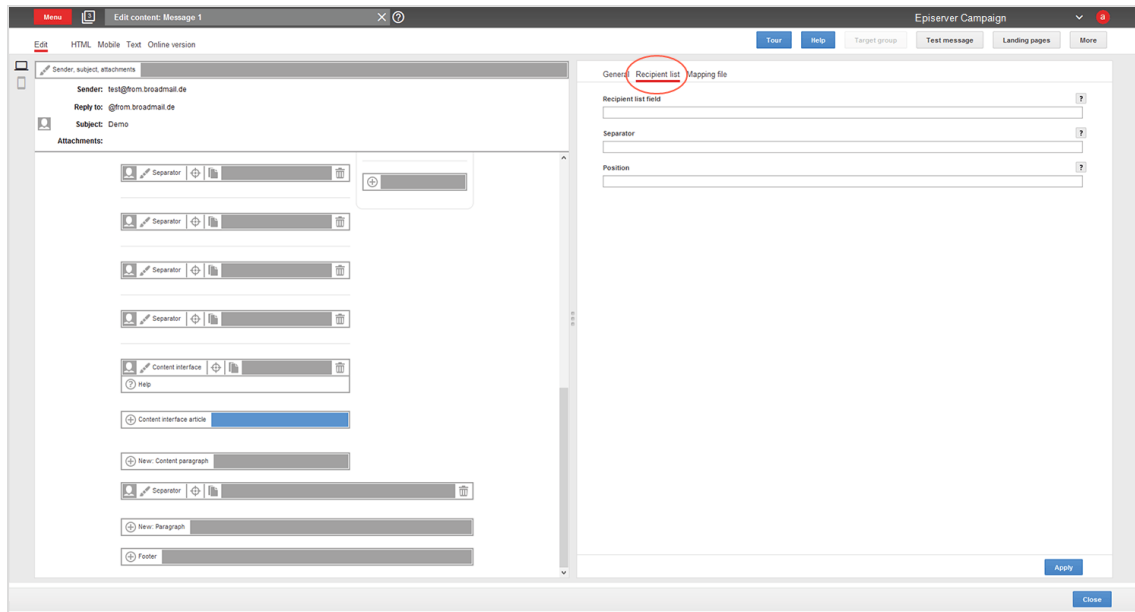 Menu
3
Edit content: Message 1
Episerver Campaign
a
Edit HTML Mobile Text Online version
Tour Help Target group Test message Landing pages More
Sender, subject, attachments
Sender: test@from.broadmail.de
Reply to: @from.broadmail.de
Subject: Demo
Attachments:
Separator
Separator
Separator
Separator
Content interface
Help
Content interface article
New: Content paragraph
Separator
New: Paragraph
Footer
General Recipient list Mapping file
Recipient list field ?
Separator ?
Position ?
Apply
Close